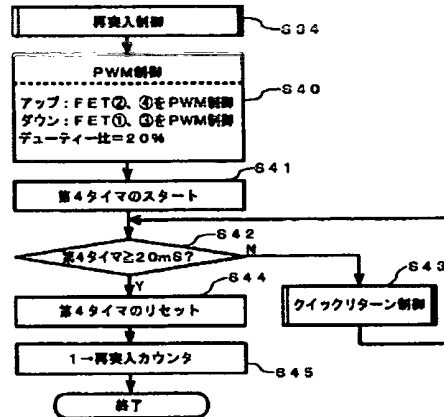 再突入制御
S34
PWM制御
アップ：FET②、④をPWM制御
ダウン：FET①、③をPWM制御
デューティー比＝20%
S40
S41
第4タイマのスタート
S42
第4タイマ≧20mS?
N
S43
Y
S44
クイックリターン制御
第4タイマのリセット
1→再突入カウンタ
S45
終了